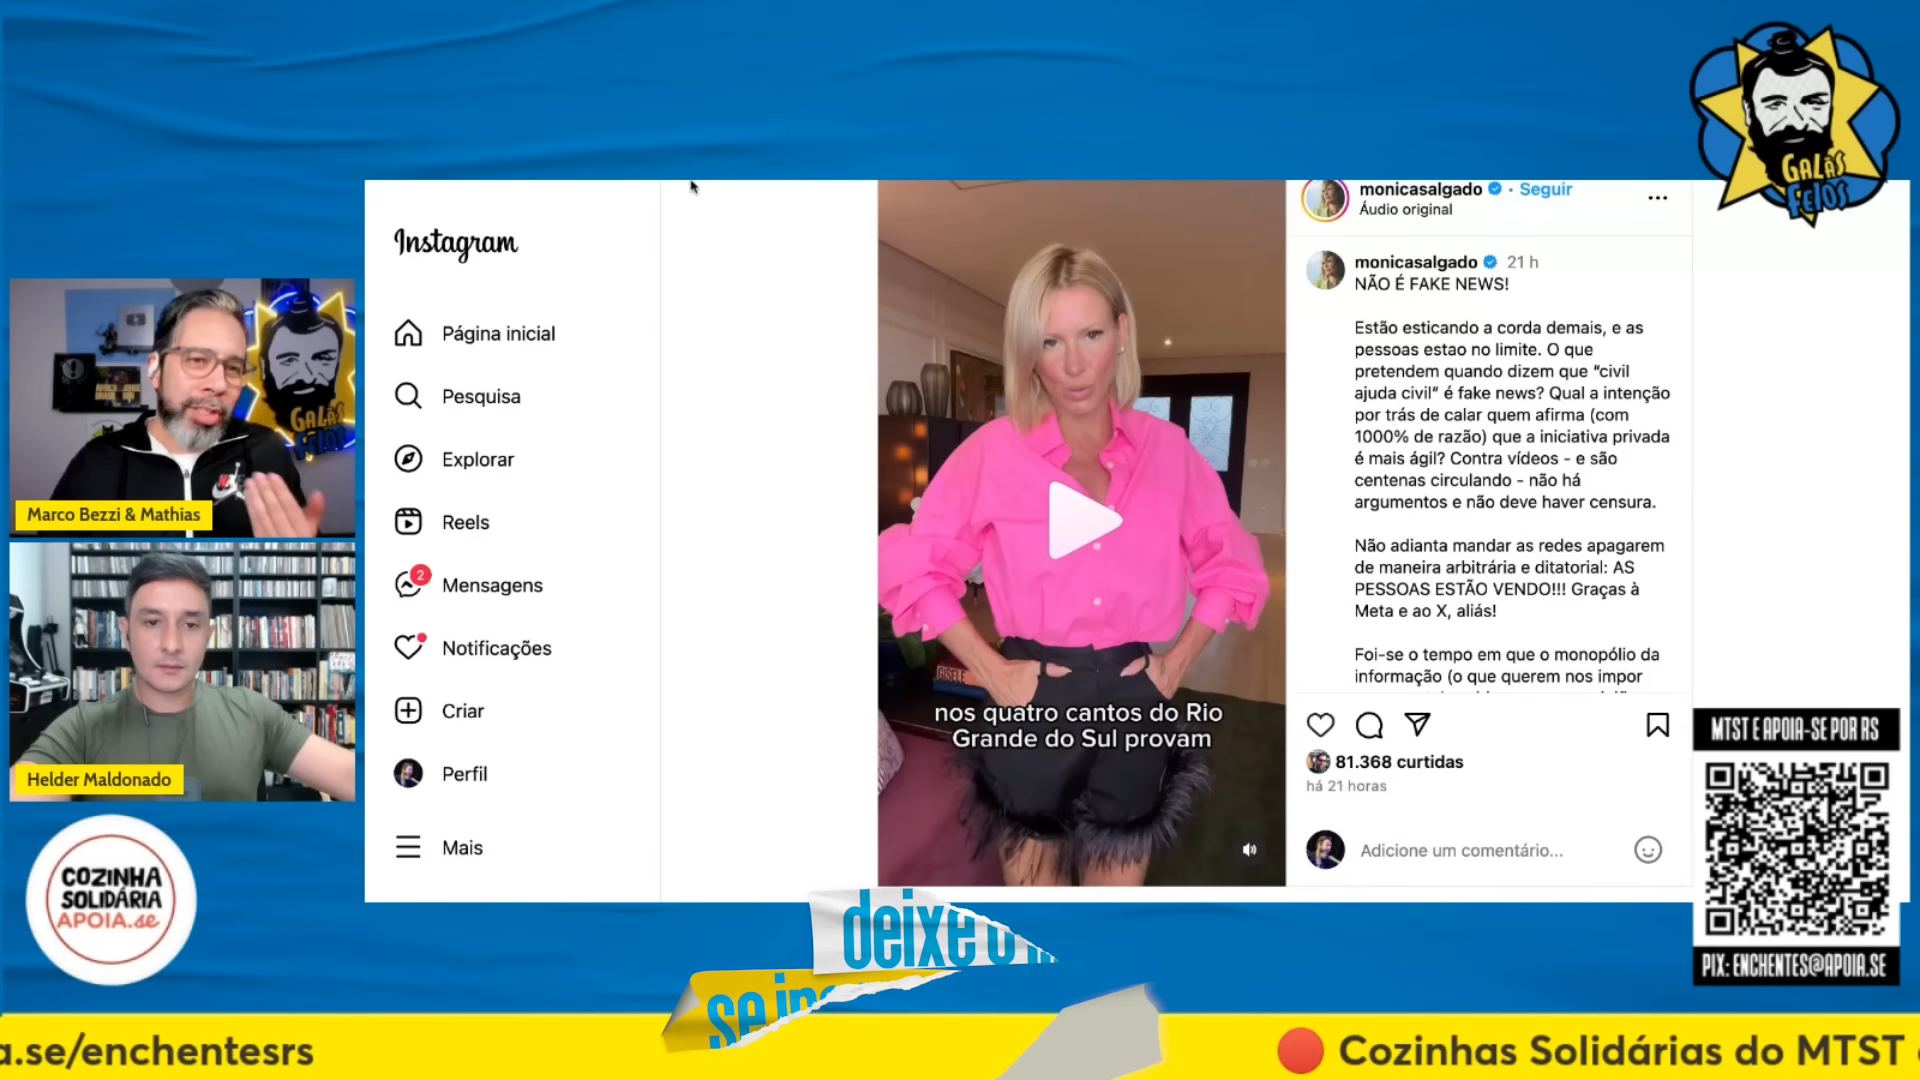 GALÃS
FEIOS
Instagram
Página inicial
Pesquisa
Explorar
Reels
2
Mensagens
Notificações
Criar
Perfil
Mais
GISELE
nos quatro cantos do Rio
Grande do Sul provam
monicasalgado • Seguir
Áudio original
monicasalgado 21 h
NÃO É FAKE NEWS!
Estão esticando a corda demais, e as
pessoas estao no limite. O que
pretendem quando dizem que “civil
ajuda civil“ é fake news? Qual a intenção
por trás de calar quem afirma (com
1000% de razão) que a iniciativa privada
é mais ágil? Contra vídeos - e são
centenas circulando - não há
argumentos e não deve haver censura.
Não adianta mandar as redes apagarem
de maneira arbitrária e ditatorial: AS
PESSOAS ESTÃO VENDO!!! Graças à
Meta e ao X, aliás!
Foi-se o tempo em que o monopólio da
informação (o que querem nos impor
81.368 curtidas
há 21 horas
Adicione um comentário...
GALÃS
FEIOS
Marco Bezzi & Mathias
Helder Maldonado
COZINHA
SOLIDÁRIA
APOIA.se
MTST E APOIA-SE POR RS
PIX: ENCHENTES@APOIA.SE
deixe o
se in
a.se/enchentesrs
Cozinhas Solidárias do MTST